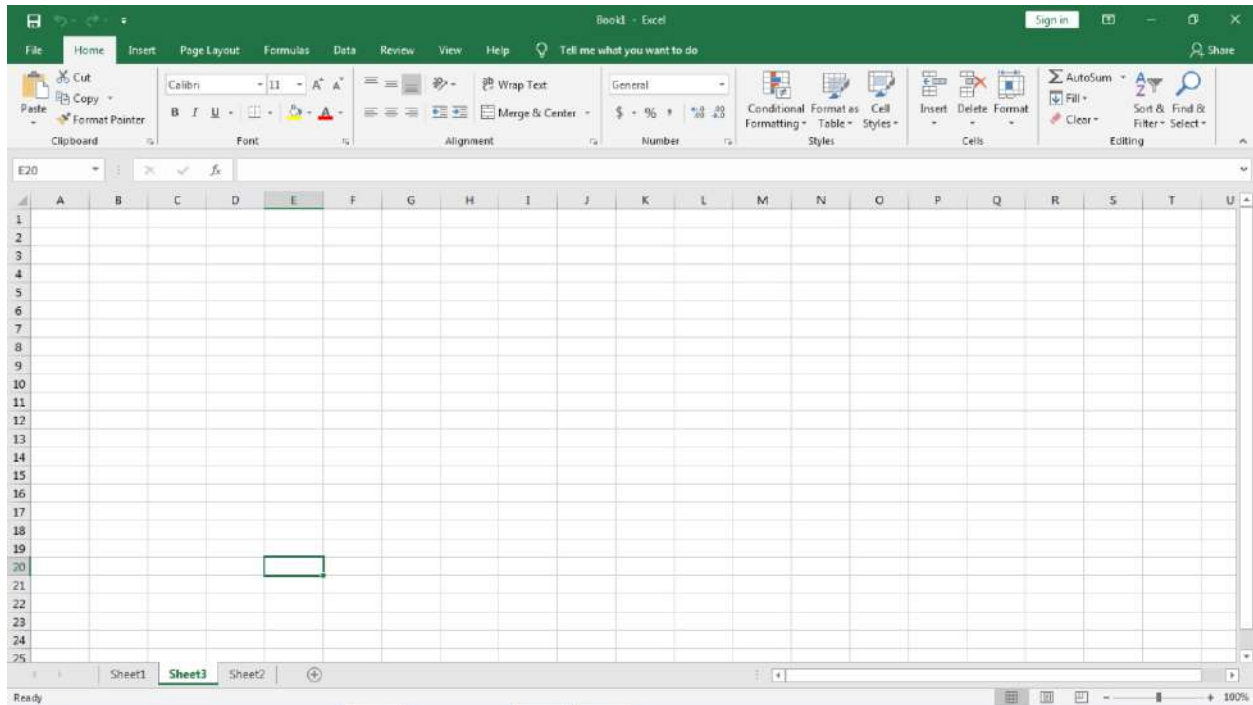 Book1 - Excel
Sign in
File Home Insert Page Layout Formulas Data Review View Help Tell me what you want to do Share
Paste
Cut
Copy
Format Painter
Clipboard
Calibri 11 A A
B I U A
Font
Wrap Text
Merge & Center
Alignment
General
$ % ,
Number
Conditional Formatting
Format as Table
Cell Styles
Styles
Insert Delete Format
Cells
AutoSum
Fill
Clear
Sort & Filter
Find & Select
Editing
E20 fx
A B C D E F G H I J K L M N O P Q R S T U
1
2
3
4
5
6
7
8
9
10
11
12
13
14
15
16
17
18
19
20
21
22
23
24
25
Sheet1 Sheet3 Sheet2
Ready 100%